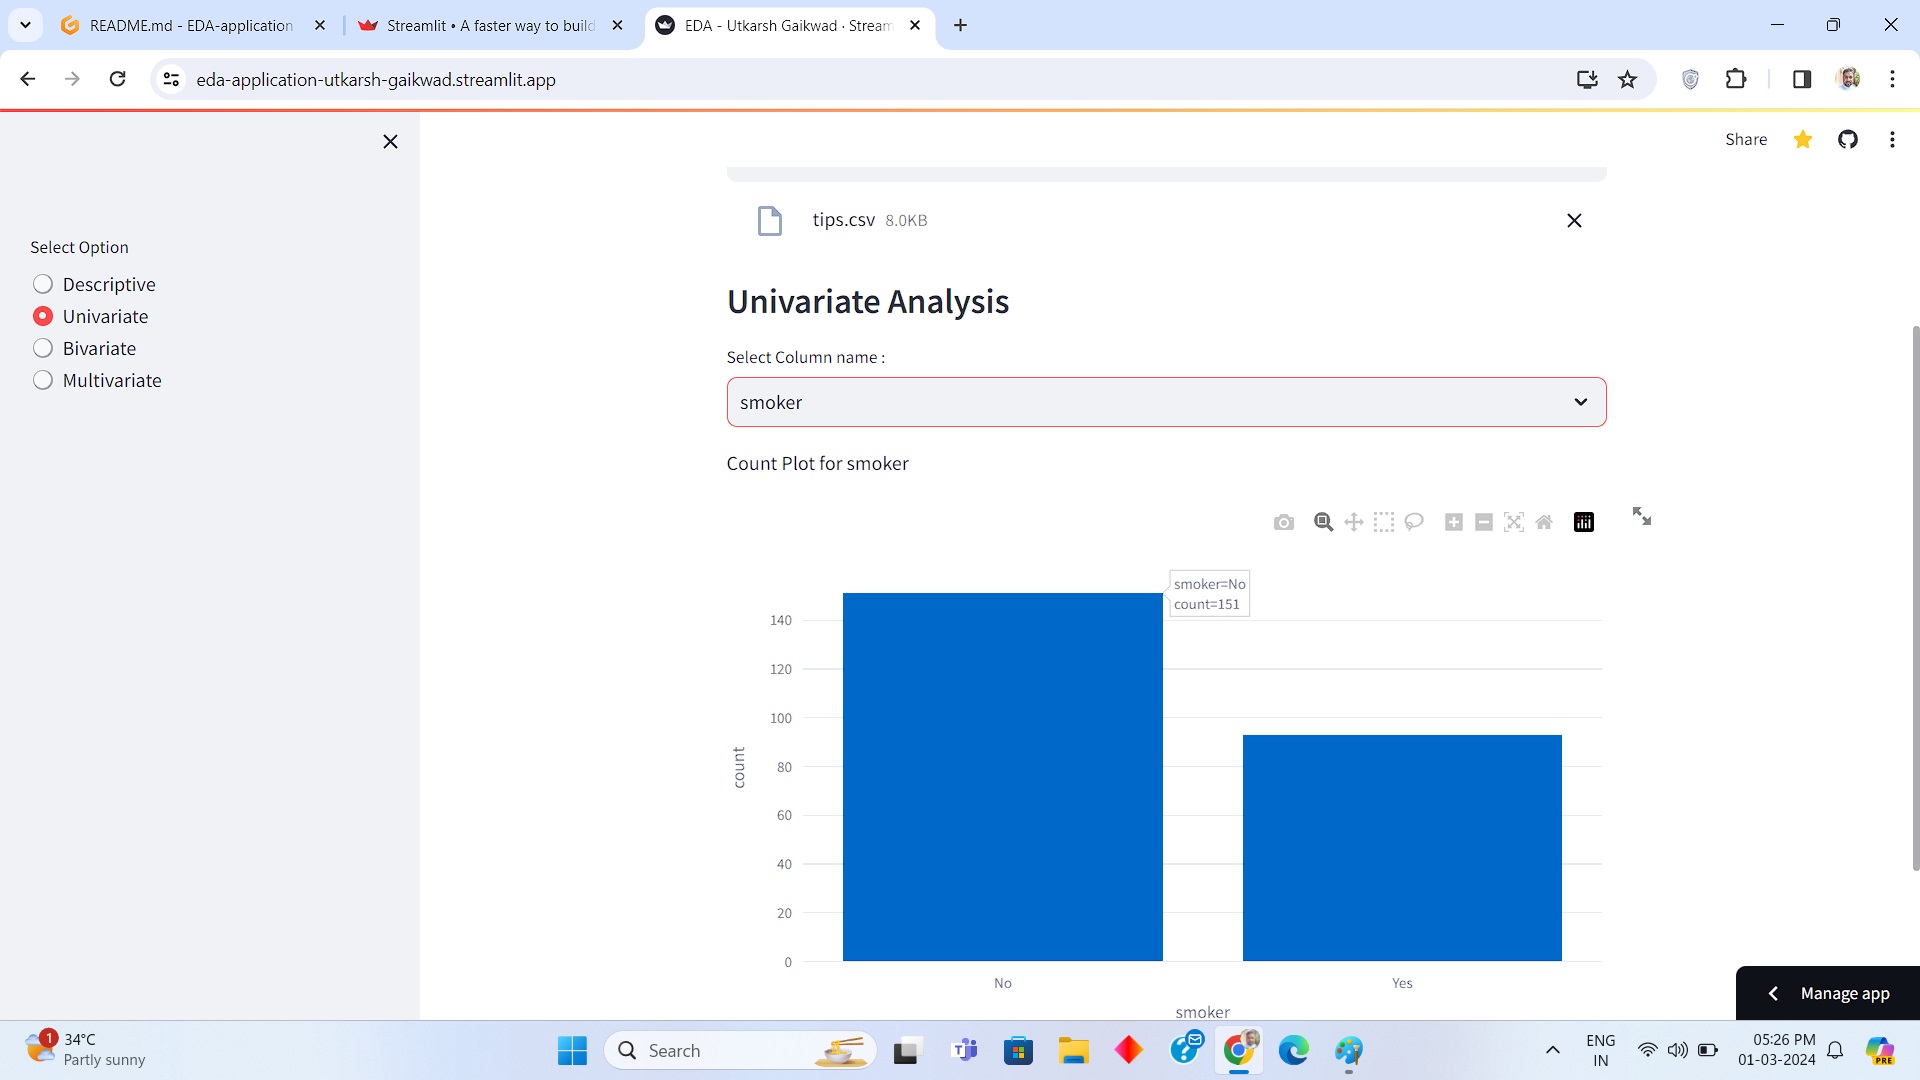 README.md - EDA-application
Streamlit • A faster way to build
EDA - Utkarsh Gaikwad · Stream
eda-application-utkarsh-gaikwad.streamlit.app
Share
Select Option
Descriptive
Univariate
Bivariate
Multivariate
tips.csv 8.0KB
Univariate Analysis
Select Column name :
smoker
Count Plot for smoker
smoker=No
count=151
140
120
100
80
60
40
20
0
count
No Yes
smoker
Manage app
1
34°C
Partly sunny
Search
ENG
IN
05:26 PM
01-03-2024
PRE